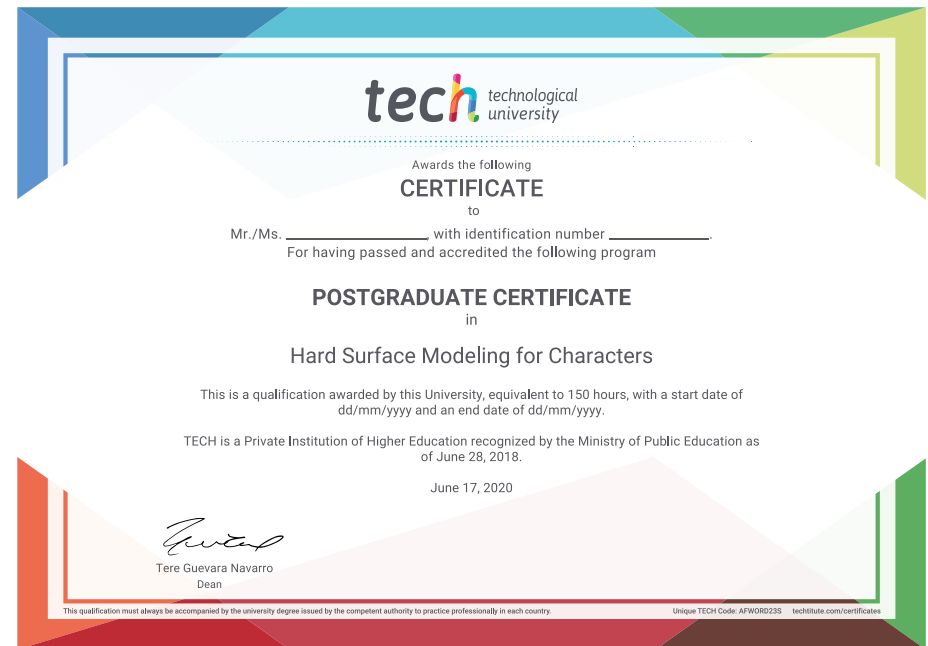 tech technological
university
Awards the following
CERTIFICATE
to
Mr./Ms. ____________________, with identification number ______________.
For having passed and accredited the following program
POSTGRADUATE CERTIFICATE
in
Hard Surface Modeling for Characters
This is a qualification awarded by this University, equivalent to 150 hours, with a start date of
dd/mm/yyyy and an end date of dd/mm/yyyy.
TECH is a Private Institution of Higher Education recognized by the Ministry of Public Education as
of June 28, 2018.
June 17, 2020
Tere Guevara Navarro
Dean
This qualification must always be accompanied by the university degree issued by the competent authority to practice professionally in each country.
Unique TECH Code: AFWORD23S techtitute.com/certificates